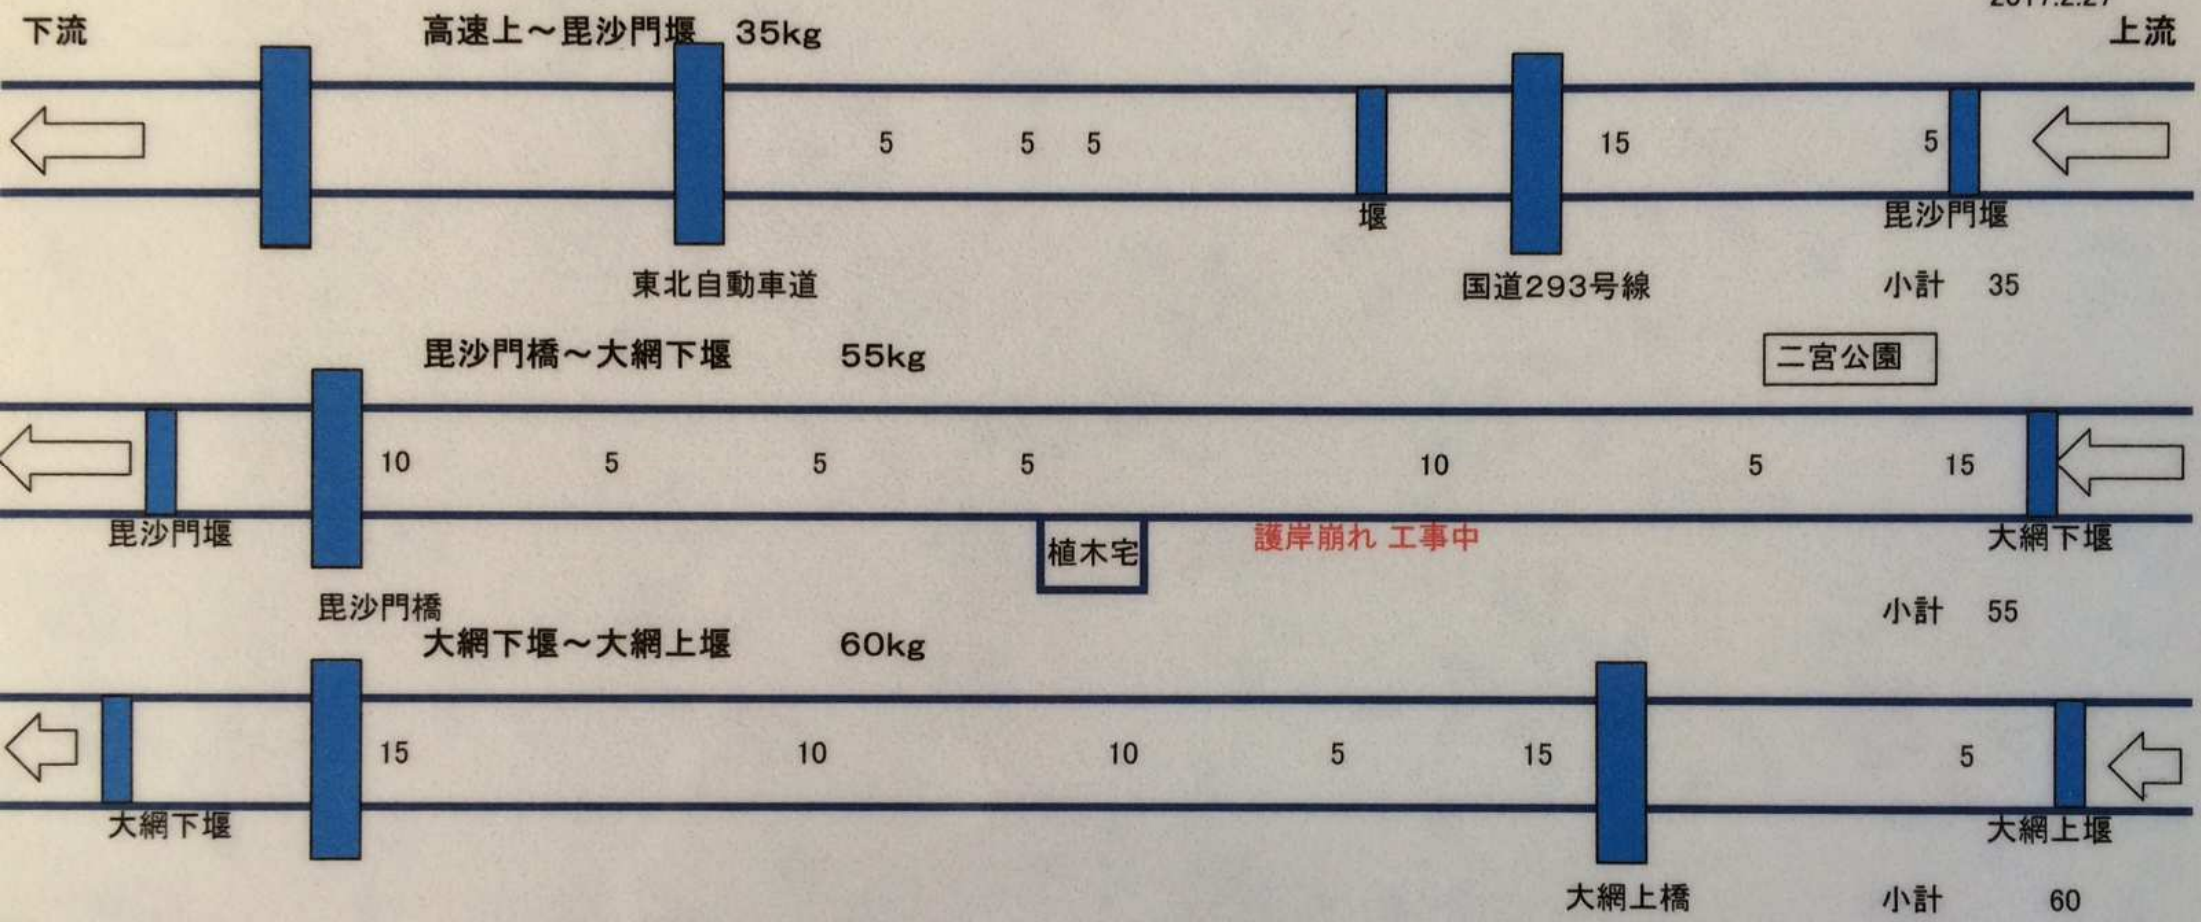 下流 高速上～毘沙門堰 35kg 上流
5 5 5 15 5
堰 毘沙門堰
東北自動車道 国道293号線 小計 35
毘沙門橋～大網下堰 55kg 二宮公園
10 5 5 5 10 5 15
毘沙門堰 植木宅 護岸崩れ 工事中 大網下堰
毘沙門橋 小計 55
大網下堰～大網上堰 60kg
15 10 10 5 15 5
大網下堰 大網上堰
大網上橋 小計 60